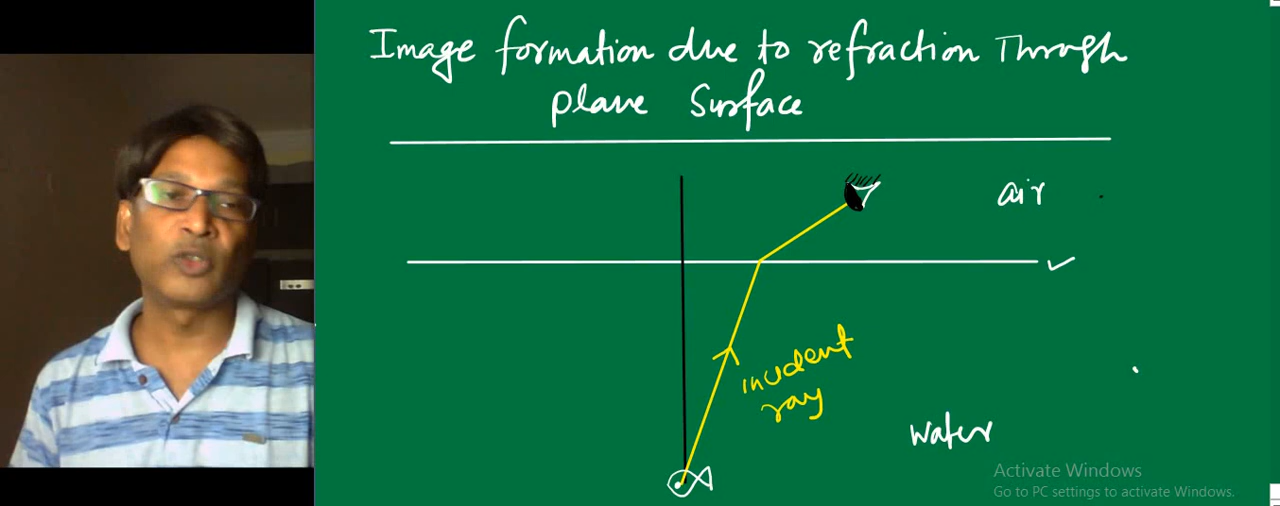 Image formation due to refraction Through
plane Surface
air
incident
ray
water
Activate Windows
Go to PC settings to activate Windows.